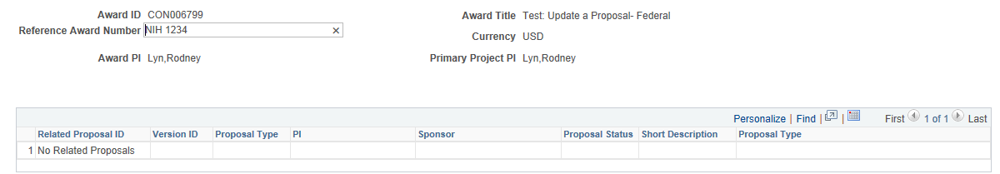 Award ID CON006799 Award Title Test: Update a Proposal- Federal
Reference Award Number NIH 1234 ×
Currency USD
Award PI Lyn,Rodney Primary Project PI Lyn,Rodney
Personalize | Find | | First 1 of 1 Last
Related Proposal ID Version ID Proposal Type PI Sponsor Proposal Status Short Description Proposal Type
1 No Related Proposals